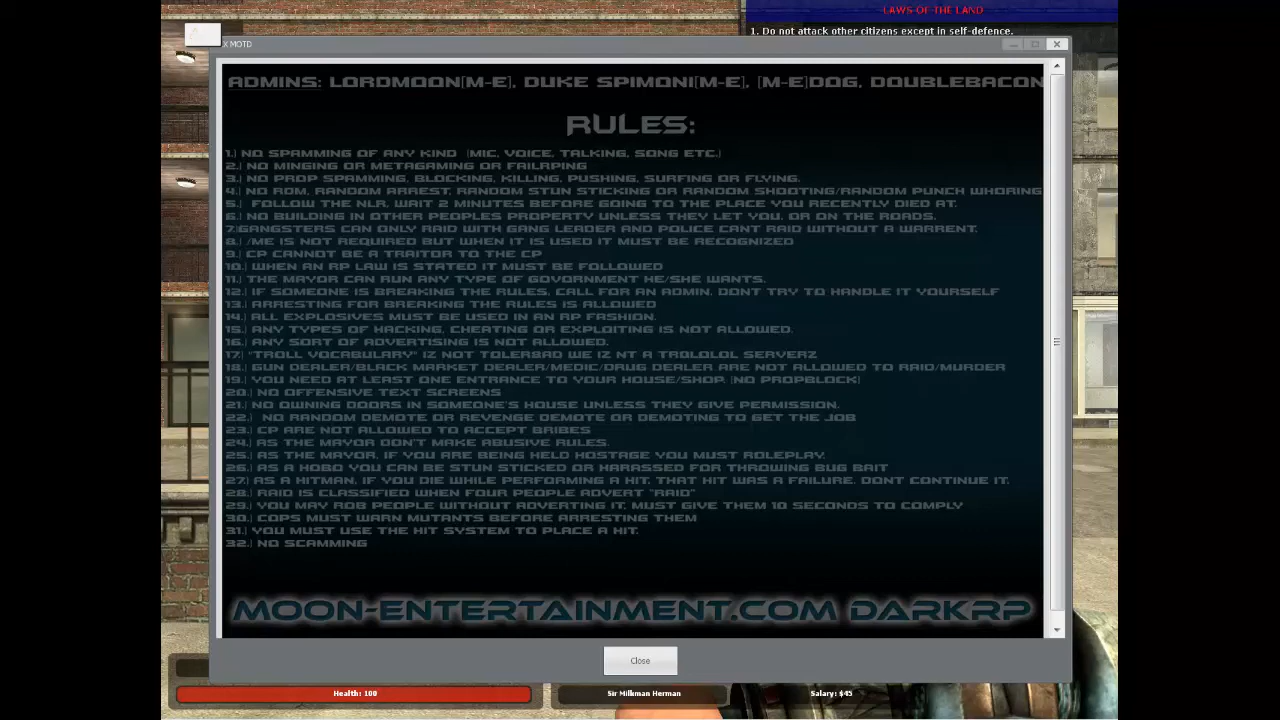 LAWS OF THE LAND
1. Do not attack other citizens except in self-defence.
X MOTD
ADMINS: LORDMOON[M-E], DUKE SPIMONI[M-E], [M-E]DOG, DOUBLEBACON
RULES:
1.] NO SPAMMING OF ANY KIND [MIC, VOICE, TALKING, SONG ETC.]
2.] NO MINGING OR METAGAMING OR FAILRPING
3.] NO PROP SPAMMING, BLOCKING, KILLING, PUSHING, SURFING OR FLYING.
4.] NO RDM, RANDOM ARREST, RANDOM STUN STICKING OR RANDOM SHOOTING/RANDOM PUNCH WHORING
5.] FOLLOW THE NLR, WAIT 2 MINUTES BEFORE GOING TO THE PLACE YOU RECENTLY DIED AT.
6.] NO BUILDING IN OTHER PEOPLES PROPERTY UNLESS THEY LET YOU, OR ON THE ROADS.
7.]GANGSTERS CAN ONLY RAID WITH GANG LEADER AND POLICE CANT RAID WITHOUT A WARRENT.
8.] /ME IS NOT REQUIRED BUT WHEN IT IS USED IT MUST BE RECOGNIZED
9.] CP CANNOT BE A TRAITOR TO THE CP
10.] WHEN AN RP LAW IS STATED IT MUST BE FOLLOWED
11.] THE MAYOR CAN RUN ANY TYPE OF GOVORNMENT HE/SHE WANTS.
12.] IF SOMEONE IS BREAKING THE RULES, CALL FOR AN ADMIN, DONT TRY TO HANDLE IT YOURSELF
13.] ARRESTING FOR BREAKING THE RULES IS ALLOWED
14.] ALL EXPLOSIVES MUST BE USED IN AN RP FASHION.
15.] ANY TYPES OF HACKING, CHEATING OR EXPLOITING IS NOT ALLOWED.
16.] ANY SORT OF ADVERTISING IS NOT ALLOWED.
17.] "TROLL VOCABULARY" IZ NOT TOLER8AD WE IZ NT A TROLOLOL SERVERZ
18.] GUN DEALER/BLACK MARKET DEALER/MEDIC/DRUG DEALER ARE NOT ALLOWED TO RAID/MURDER
19.] YOU NEED AT LEAST ONE ENTRANCE TO YOUR HOUSE/SHOP. [NO PROPBLOCK]
20.] NO OFFENSIVE TEXT SCREENS
21.] NO OWNING DOORS IN SOMEONE'S HOUSE UNLESS THEY GIVE PERMISSION.
22.] NO RANDOM DEMOTE OR REVENGE DEMOTE OR DEMOTING TO GET THE JOB
23.] CP ARE NOT ALLOWED TO ACCEPT BRIBES
24.] AS THE MAYOR DON'T MAKE ABUSIVE RULES.
25.] AS THE MAYOR, IF YOU ARE BEING HELD HOSTAGE YOU MUST ROLEPLAY.
26.] AS A HOBO YOU CAN BE STUN STICKED OR HARASSED FOR THROWING BUG BAIT
27.] AS A HITMAN, IF YOU DIE WHILE PERFORMING A HIT, THAT HIT WAS A FAILURE, DONT CONTINUE IT.
28.] RAID IS CLASSIFIED WHEN FOUR PEOPLE ADVERT "RAID"
29.] YOU MAY ROB PEOPLE WITHOUT ADVERTING IT, MUST GIVE THEM 10 SECONDS TO COMPLY
30.] COPS MUST WARN MUTANTS BEFORE ARRESTING THEM
31.] YOU MUST USE THE HIT SYSTEM TO PLACE A HIT.
32.] NO SCAMMING
MOON-ENTERTAINMENT.COM DARKRP
Close
Health: 100
Sir Milkman Herman
Salary: $45